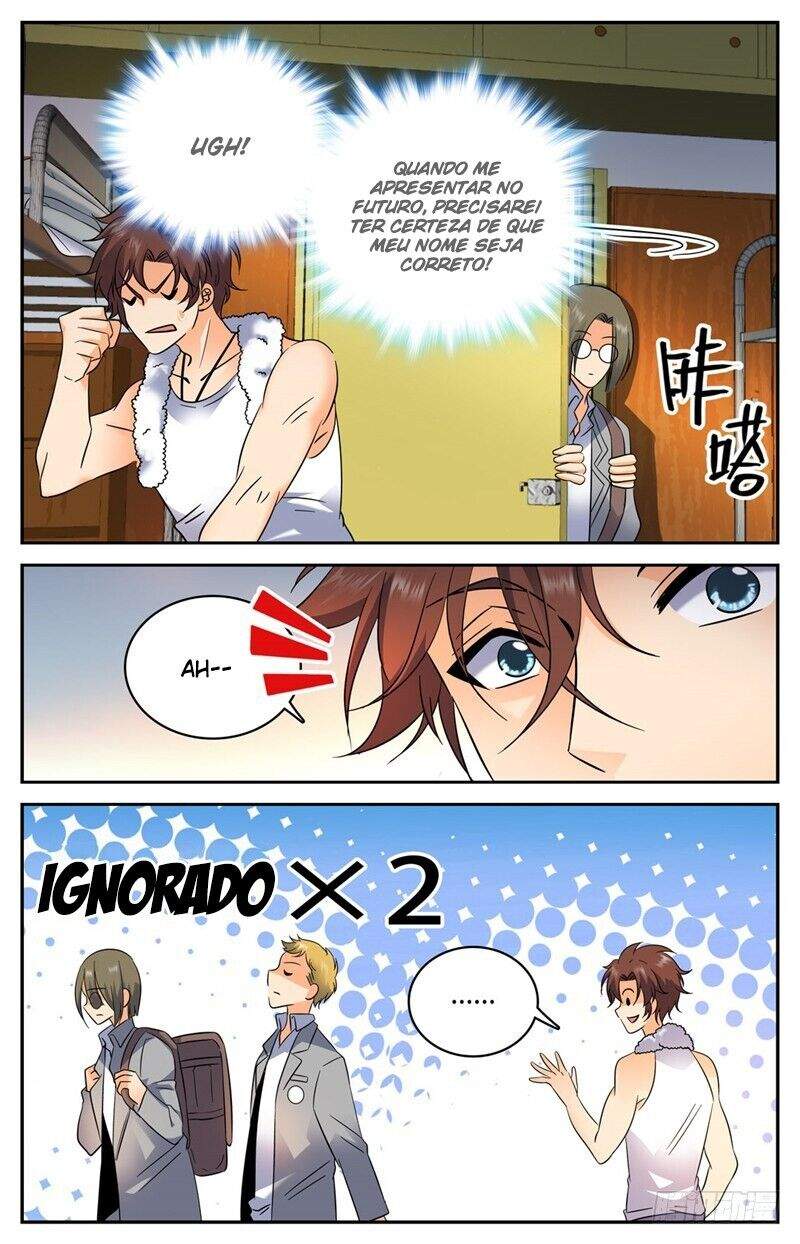 UGH!
QUANDO ME
APRESENTAR NO
FUTURO, PRECISAREI
TER CERTEZA DE QUE
MEU NOME SEJA
CORRETO!
咔
嗒
AH--
IGNORADO × 2
......